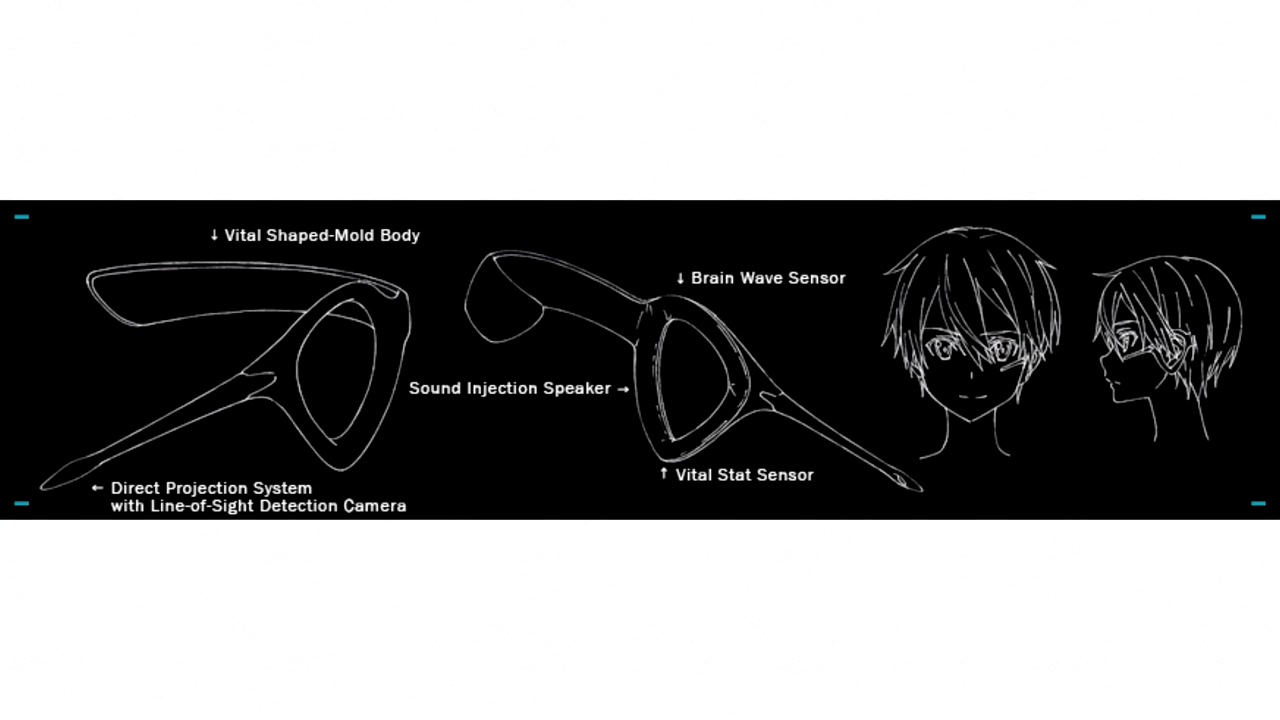 ↓ Vital Shaped-Mold Body
↓ Brain Wave Sensor
Sound Injection Speaker →
↑ Vital Stat Sensor
← Direct Projection System
with Line-of-Sight Detection Camera